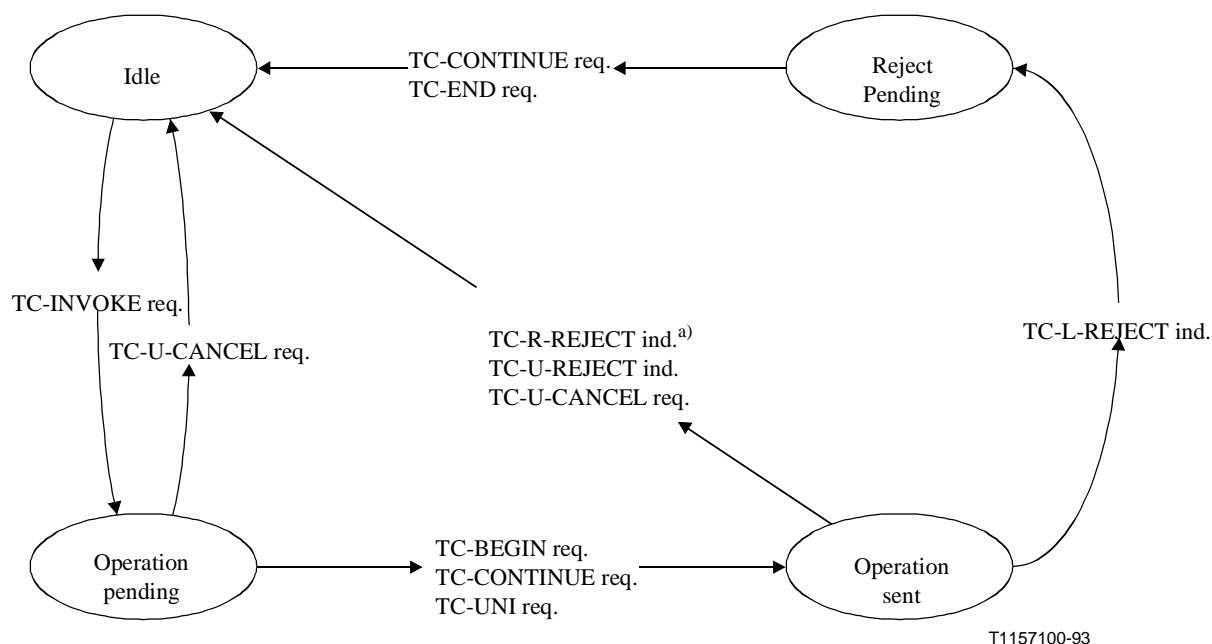 Idle
TC-CONTINUE req.
TC-END req.
Reject
Pending
TC-INVOKE req.
TC-U-CANCEL req.
TC-R-REJECT ind.a)
TC-U-REJECT ind.
TC-U-CANCEL req.
TC-L-REJECT ind.
Operation
pending
TC-BEGIN req.
TC-CONTINUE req.
TC-UNI req.
Operation
sent
T1157100-93